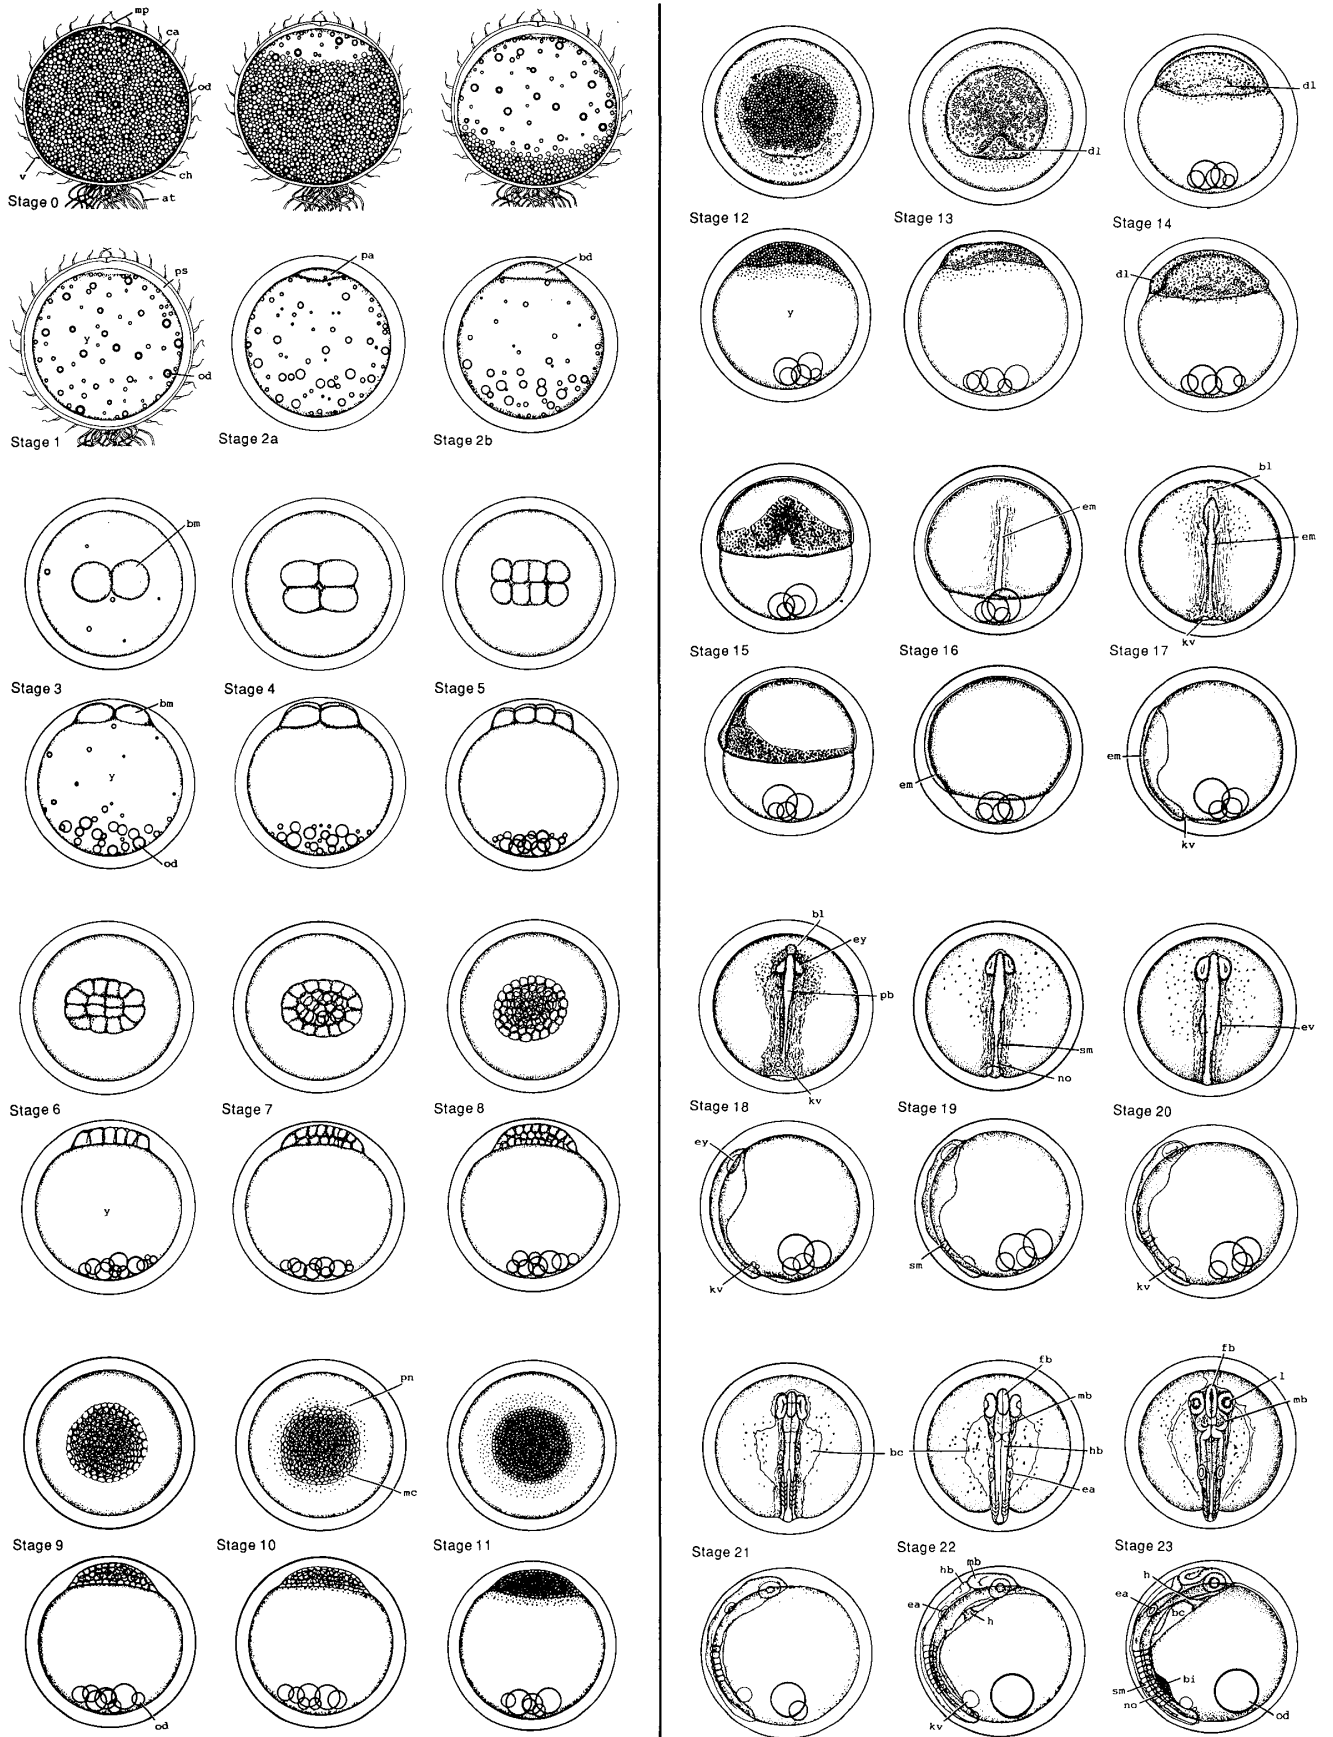 mp
ca
od
v
ch
at
Stage 0
ps
y
od
Stage 1
pa
Stage 2a
bd
Stage 2b
bm
Stage 3
Stage 4
Stage 5
bm
y
od
Stage 6
Stage 7
Stage 8
y
pn
mc
Stage 9
Stage 10
Stage 11
od
dl
dl
Stage 12
Stage 13
Stage 14
y
dl
em
bl
em
kv
Stage 15
Stage 16
Stage 17
em
em
kv
bl
ey
pb
kv
sm
no
ev
Stage 18
Stage 19
Stage 20
ey
kv
sm
kv
bc
fb
mb
hb
ea
fb
l
mb
Stage 21
Stage 22
Stage 23
mb
hb
ea
h
kv
h
ea
bc
sm
no
bi
od